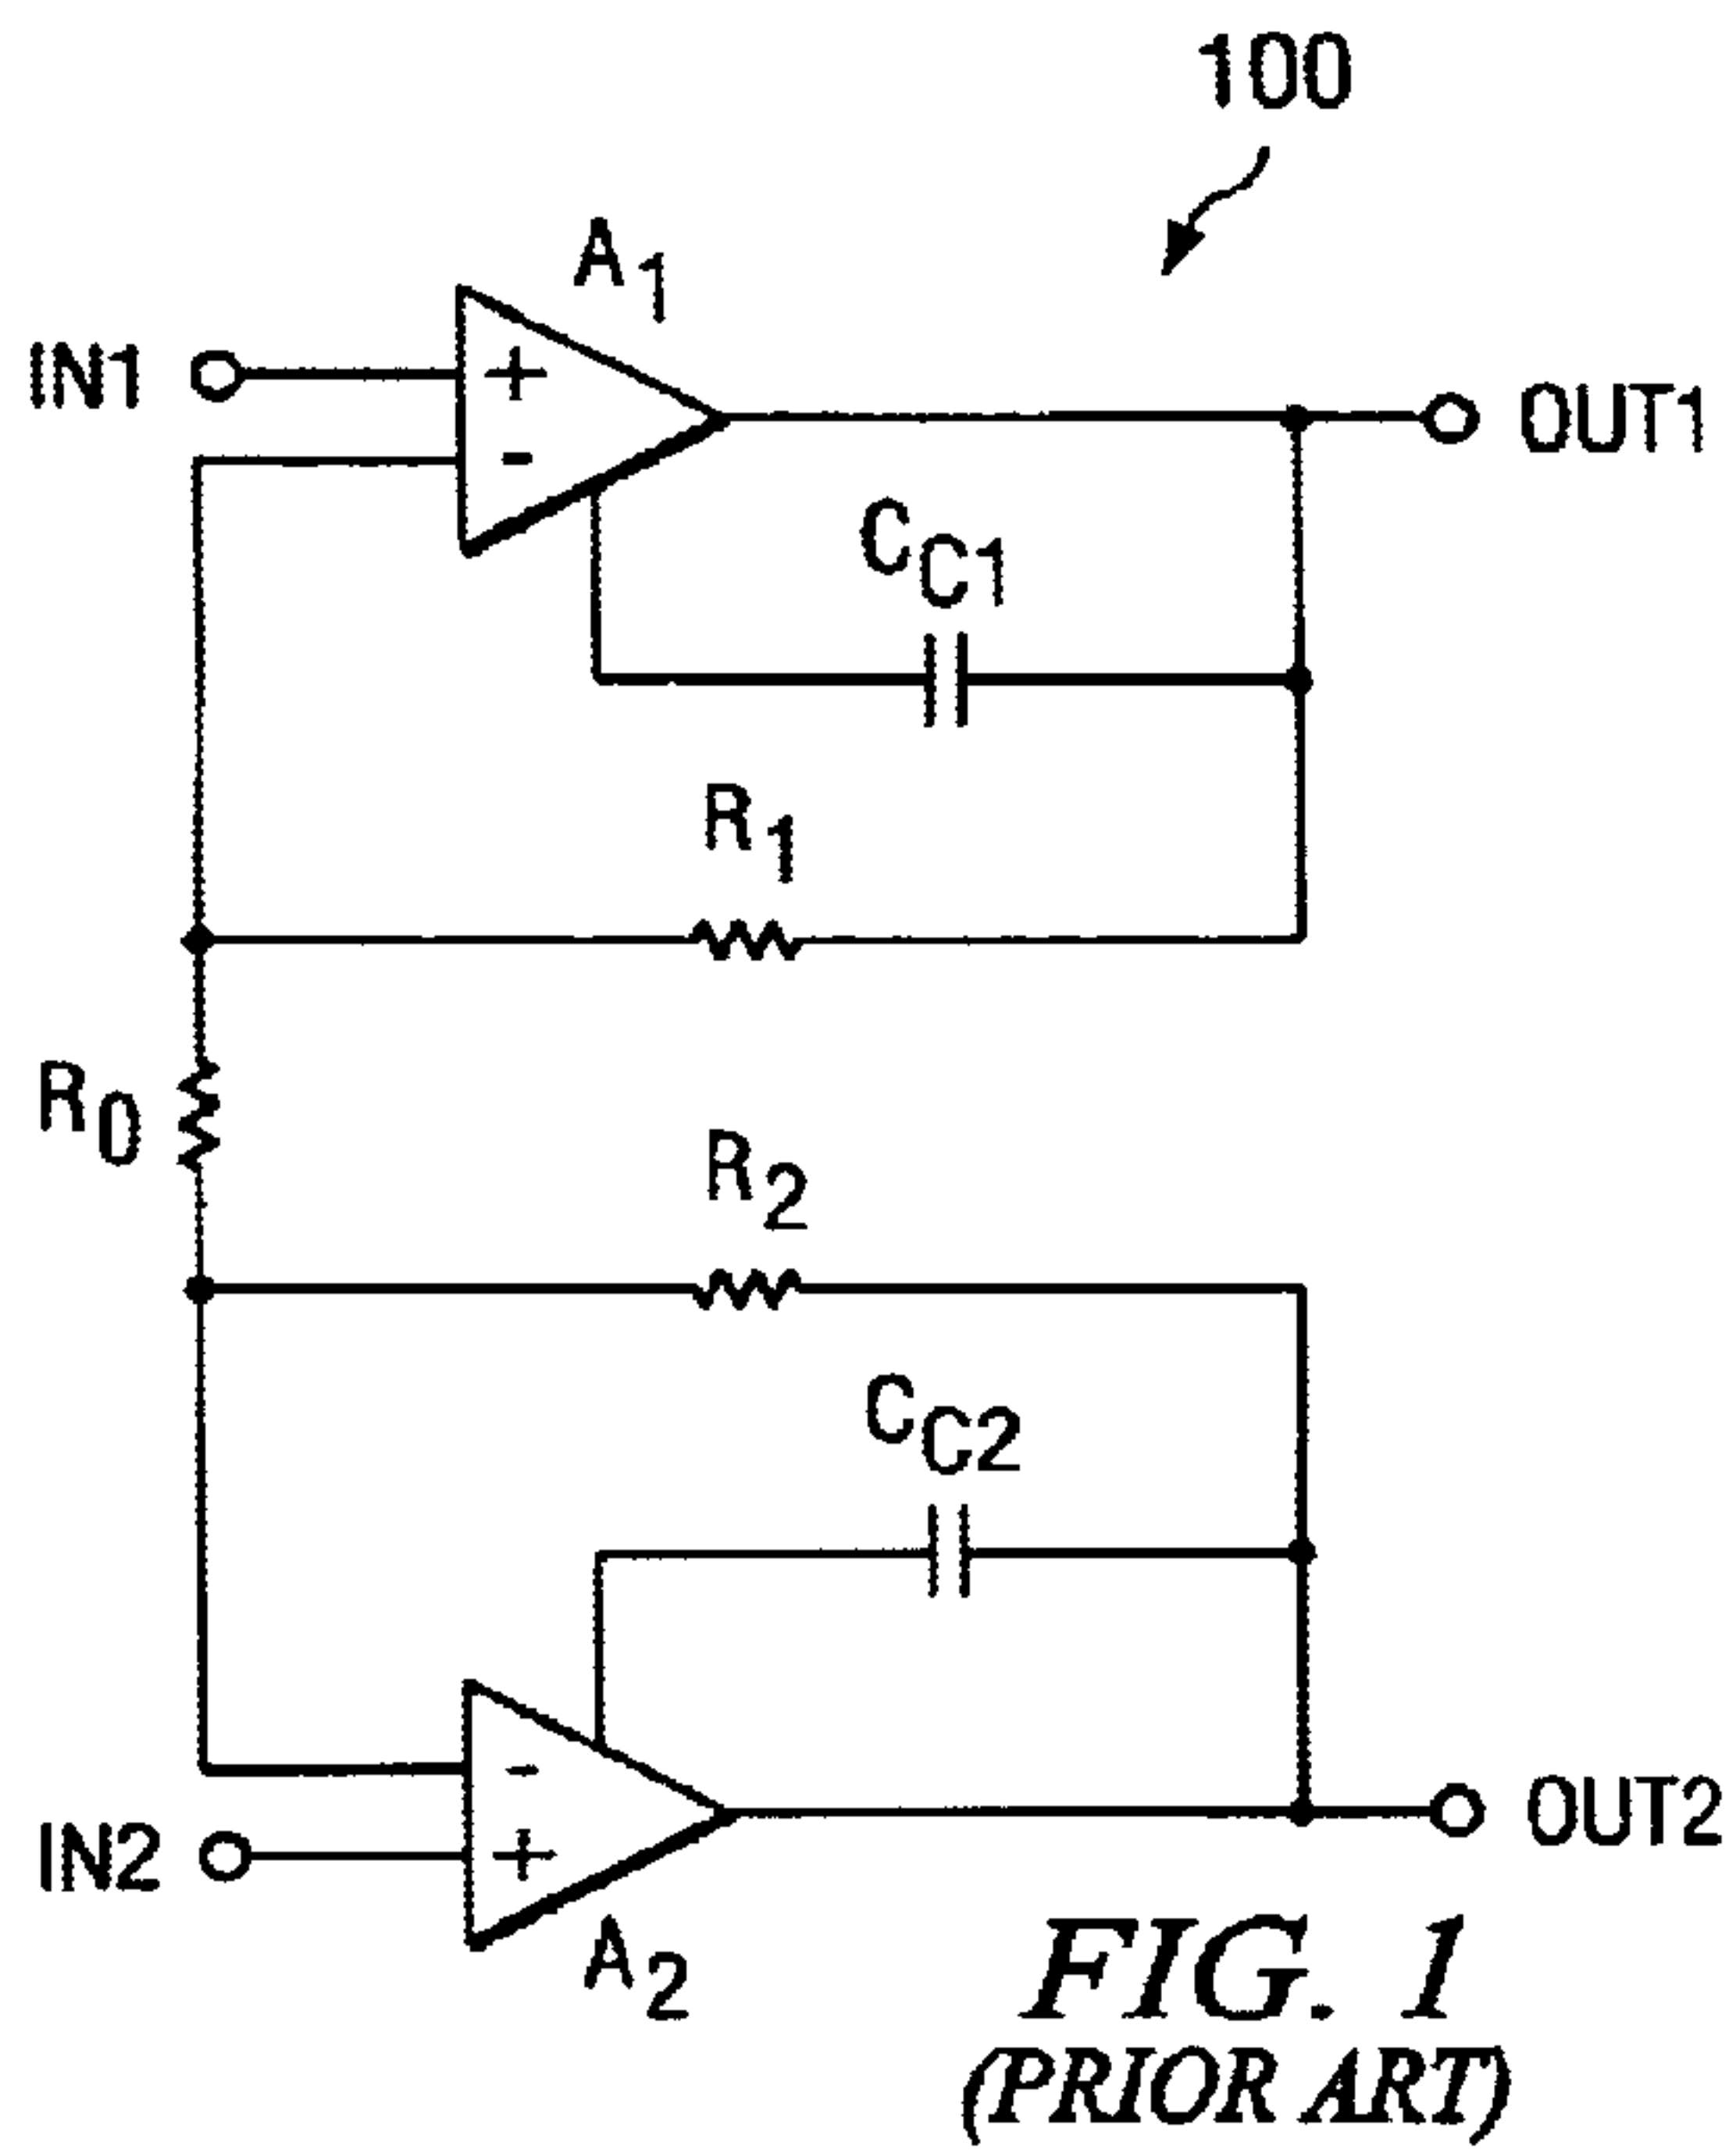 100
A1
IN1
+
-
OUT1
CC1
R1
R0
R2
CC2
-
+
IN2
OUT2
A2
FIG. 1
(PRIOR ART)